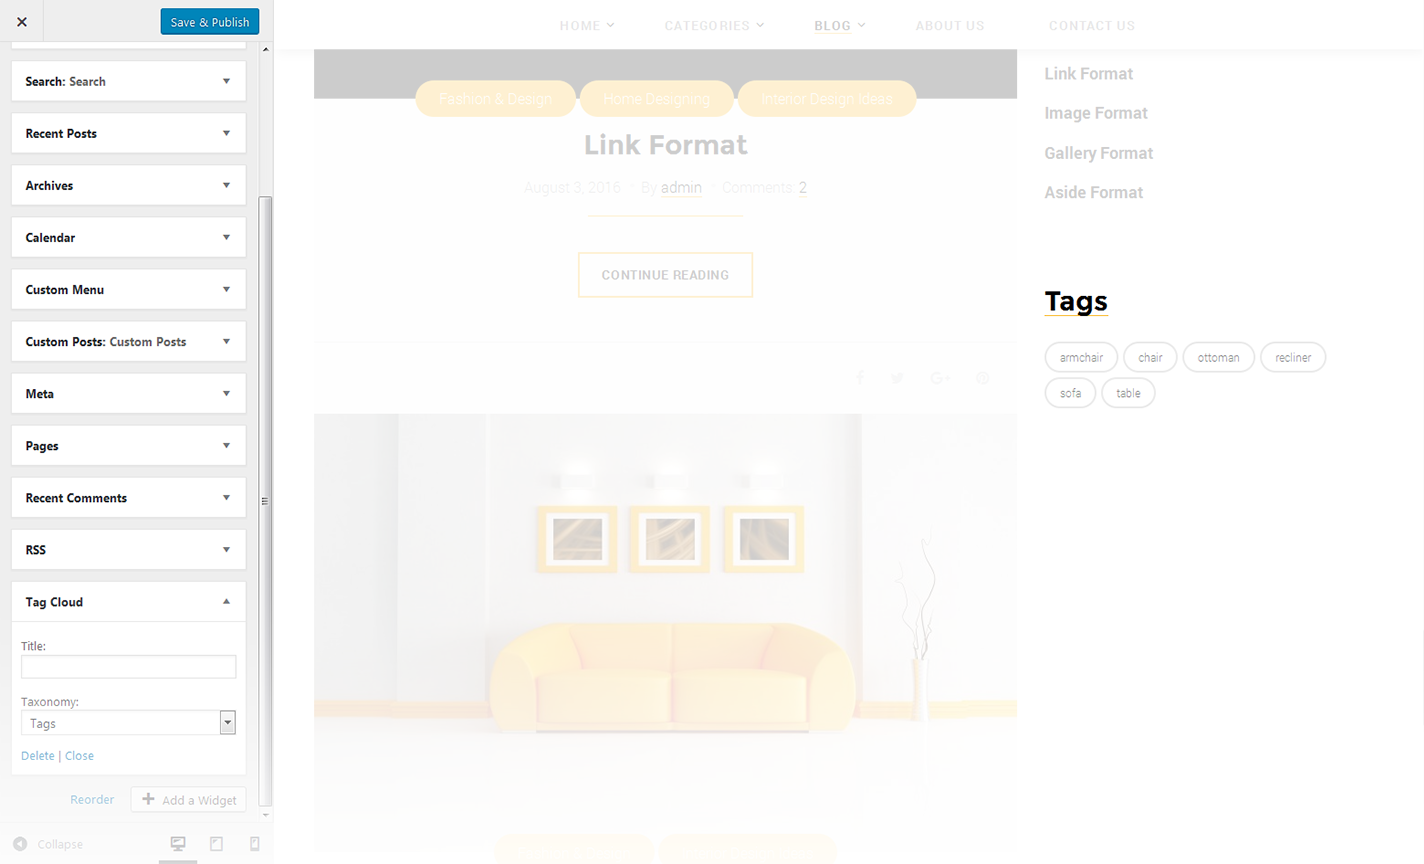 × Save & Publish
Search: Search
Recent Posts
Archives
Calendar
Custom Menu
Custom Posts: Custom Posts
Meta
Pages
Recent Comments
RSS
Tag Cloud
Title:
Taxonomy:
Tags
Delete | Close
Reorder + Add a Widget
Collapse
HOME CATEGORIES BLOG ABOUT US CONTACT US
Fashion & Design Home Designing Interior Design Ideas
Link Format
August 3, 2016 By admin Comments: 2
CONTINUE READING
Link Format
Image Format
Gallery Format
Aside Format
Tags
armchair chair ottoman recliner
sofa table